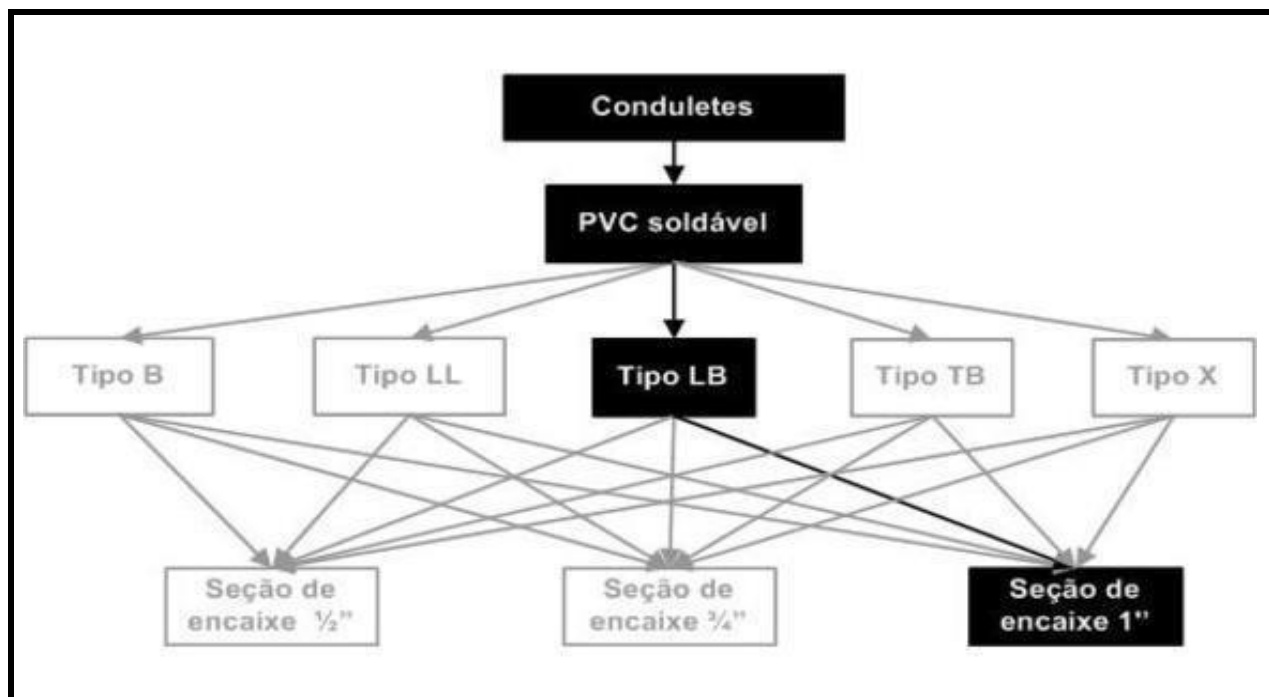 Conduletes
PVC soldável
Tipo B
Tipo LL
Tipo LB
Tipo TB
Tipo X
Seção de
encaixe ½”
Seção de
encaixe ¾”
Seção de
encaixe 1”